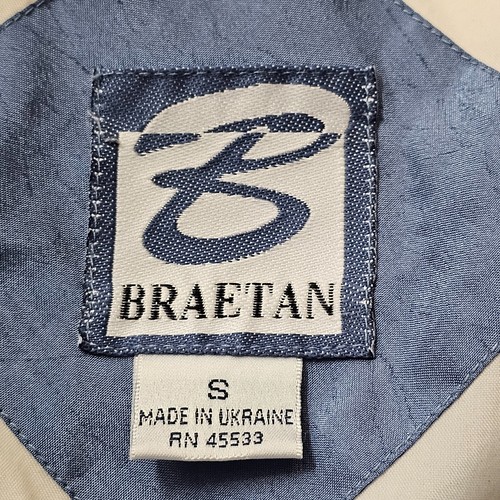 B
BRAETAN
S
MADE IN UKRAINE
RN 45533